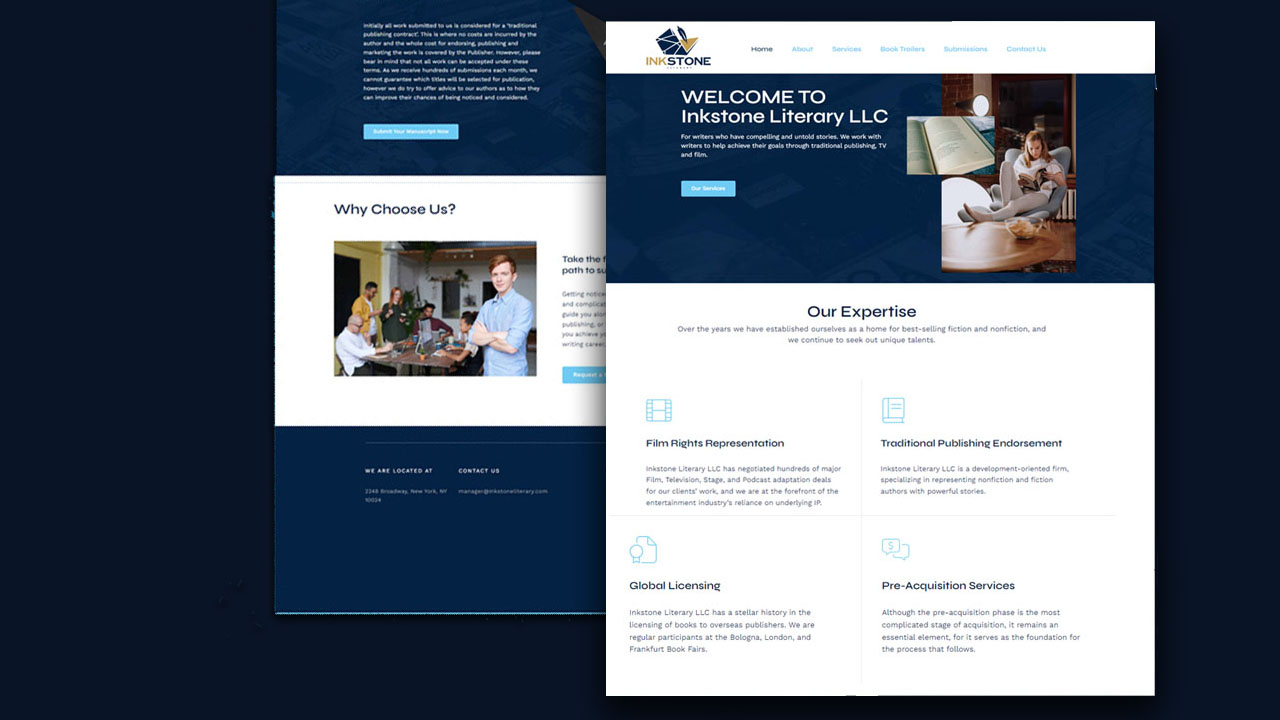 Initially all work submitted to us is considered for a 'traditional
publishing contract'. This is where no costs are incurred by the
author and the whole cost for endorsing, publishing and
marketing the work is covered by the Publisher. However, please
bear in mind that not all work can be accepted under these
terms. As we receive hundreds of submissions each month, we
cannot guarantee which titles will be selected for publication,
however we do try to offer advice to our authors as to how they
can improve their chances of being noticed and considered.
Submit Your Manuscript Now
Why Choose Us?
Take the
path to
Getting
and
guide you
publishing, or
you achieve
writing career.
Request a
WE ARE LOCATED AT
2248 Broadway, New York, NY
10024
CONTACT US
manager@inkstoneliterary.com
INKSTONE
LITERARY
Home About Services Book Trailers Submissions Contact Us
WELCOME TO
Inkstone Literary LLC
For writers who have compelling and untold stories. We work with
writers to help achieve their goals through traditional publishing, TV
and film.
Our Services
Our Expertise
Over the years we have established ourselves as a home for best-selling fiction and nonfiction, and
we continue to seek out unique talents.
Film Rights Representation
Inkstone Literary LLC has negotiated hundreds of major
Film, Television, Stage, and Podcast adaptation deals
for our clients' work, and we are at the forefront of the
entertainment industry's reliance on underlying IP.
Traditional Publishing Endorsement
Inkstone Literary LLC is a development-oriented firm,
specializing in representing nonfiction and fiction
authors with powerful stories.
Global Licensing
Inkstone Literary LLC has a stellar history in the
licensing of books to overseas publishers. We are
regular participants at the Bologna, London, and
Frankfurt Book Fairs.
Pre-Acquisition Services
Although the pre-acquisition phase is the most
complicated stage of acquisition, it remains an
essential element, for it serves as the foundation for
the process that follows.